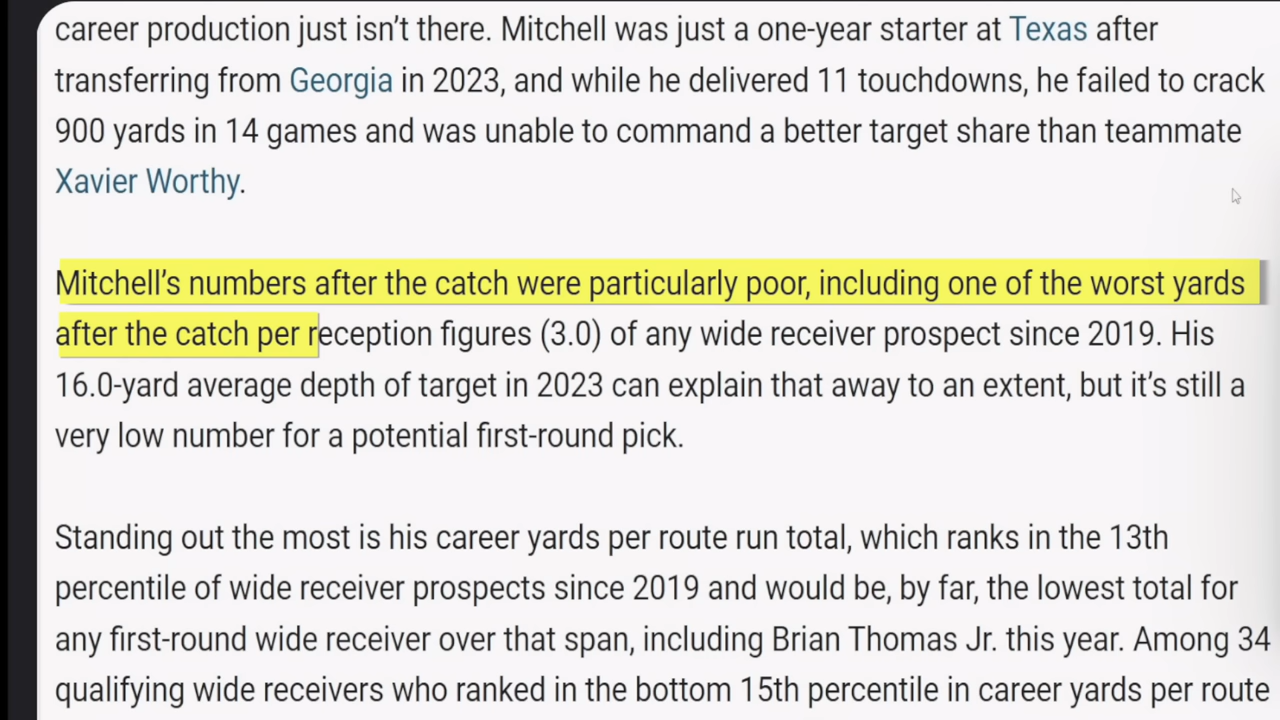 career production just isn’t there. Mitchell was just a one-year starter at Texas after
transferring from Georgia in 2023, and while he delivered 11 touchdowns, he failed to crack
900 yards in 14 games and was unable to command a better target share than teammate
Xavier Worthy.
Mitchell’s numbers after the catch were particularly poor, including one of the worst yards
after the catch per reception figures (3.0) of any wide receiver prospect since 2019. His
16.0-yard average depth of target in 2023 can explain that away to an extent, but it’s still a
very low number for a potential first-round pick.
Standing out the most is his career yards per route run total, which ranks in the 13th
percentile of wide receiver prospects since 2019 and would be, by far, the lowest total for
any first-round wide receiver over that span, including Brian Thomas Jr. this year. Among 34
qualifying wide receivers who ranked in the bottom 15th percentile in career yards per route